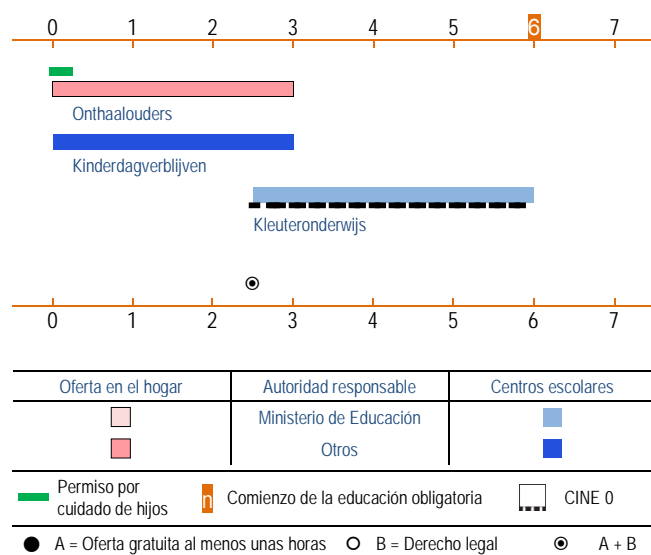 0 1 2 3 4 5 6 7
Onthaalouders
Kinderdagverblijven
Kleuteronderwijs
0 1 2 3 4 5 6 7
Oferta en el hogar Autoridad responsable Centros escolares
Ministerio de Educación
Otros
Permiso por
cuidado de hijos
n Comienzo de la educación obligatoria CINE 0
A = Oferta gratuita al menos unas horas B = Derecho legal A + B